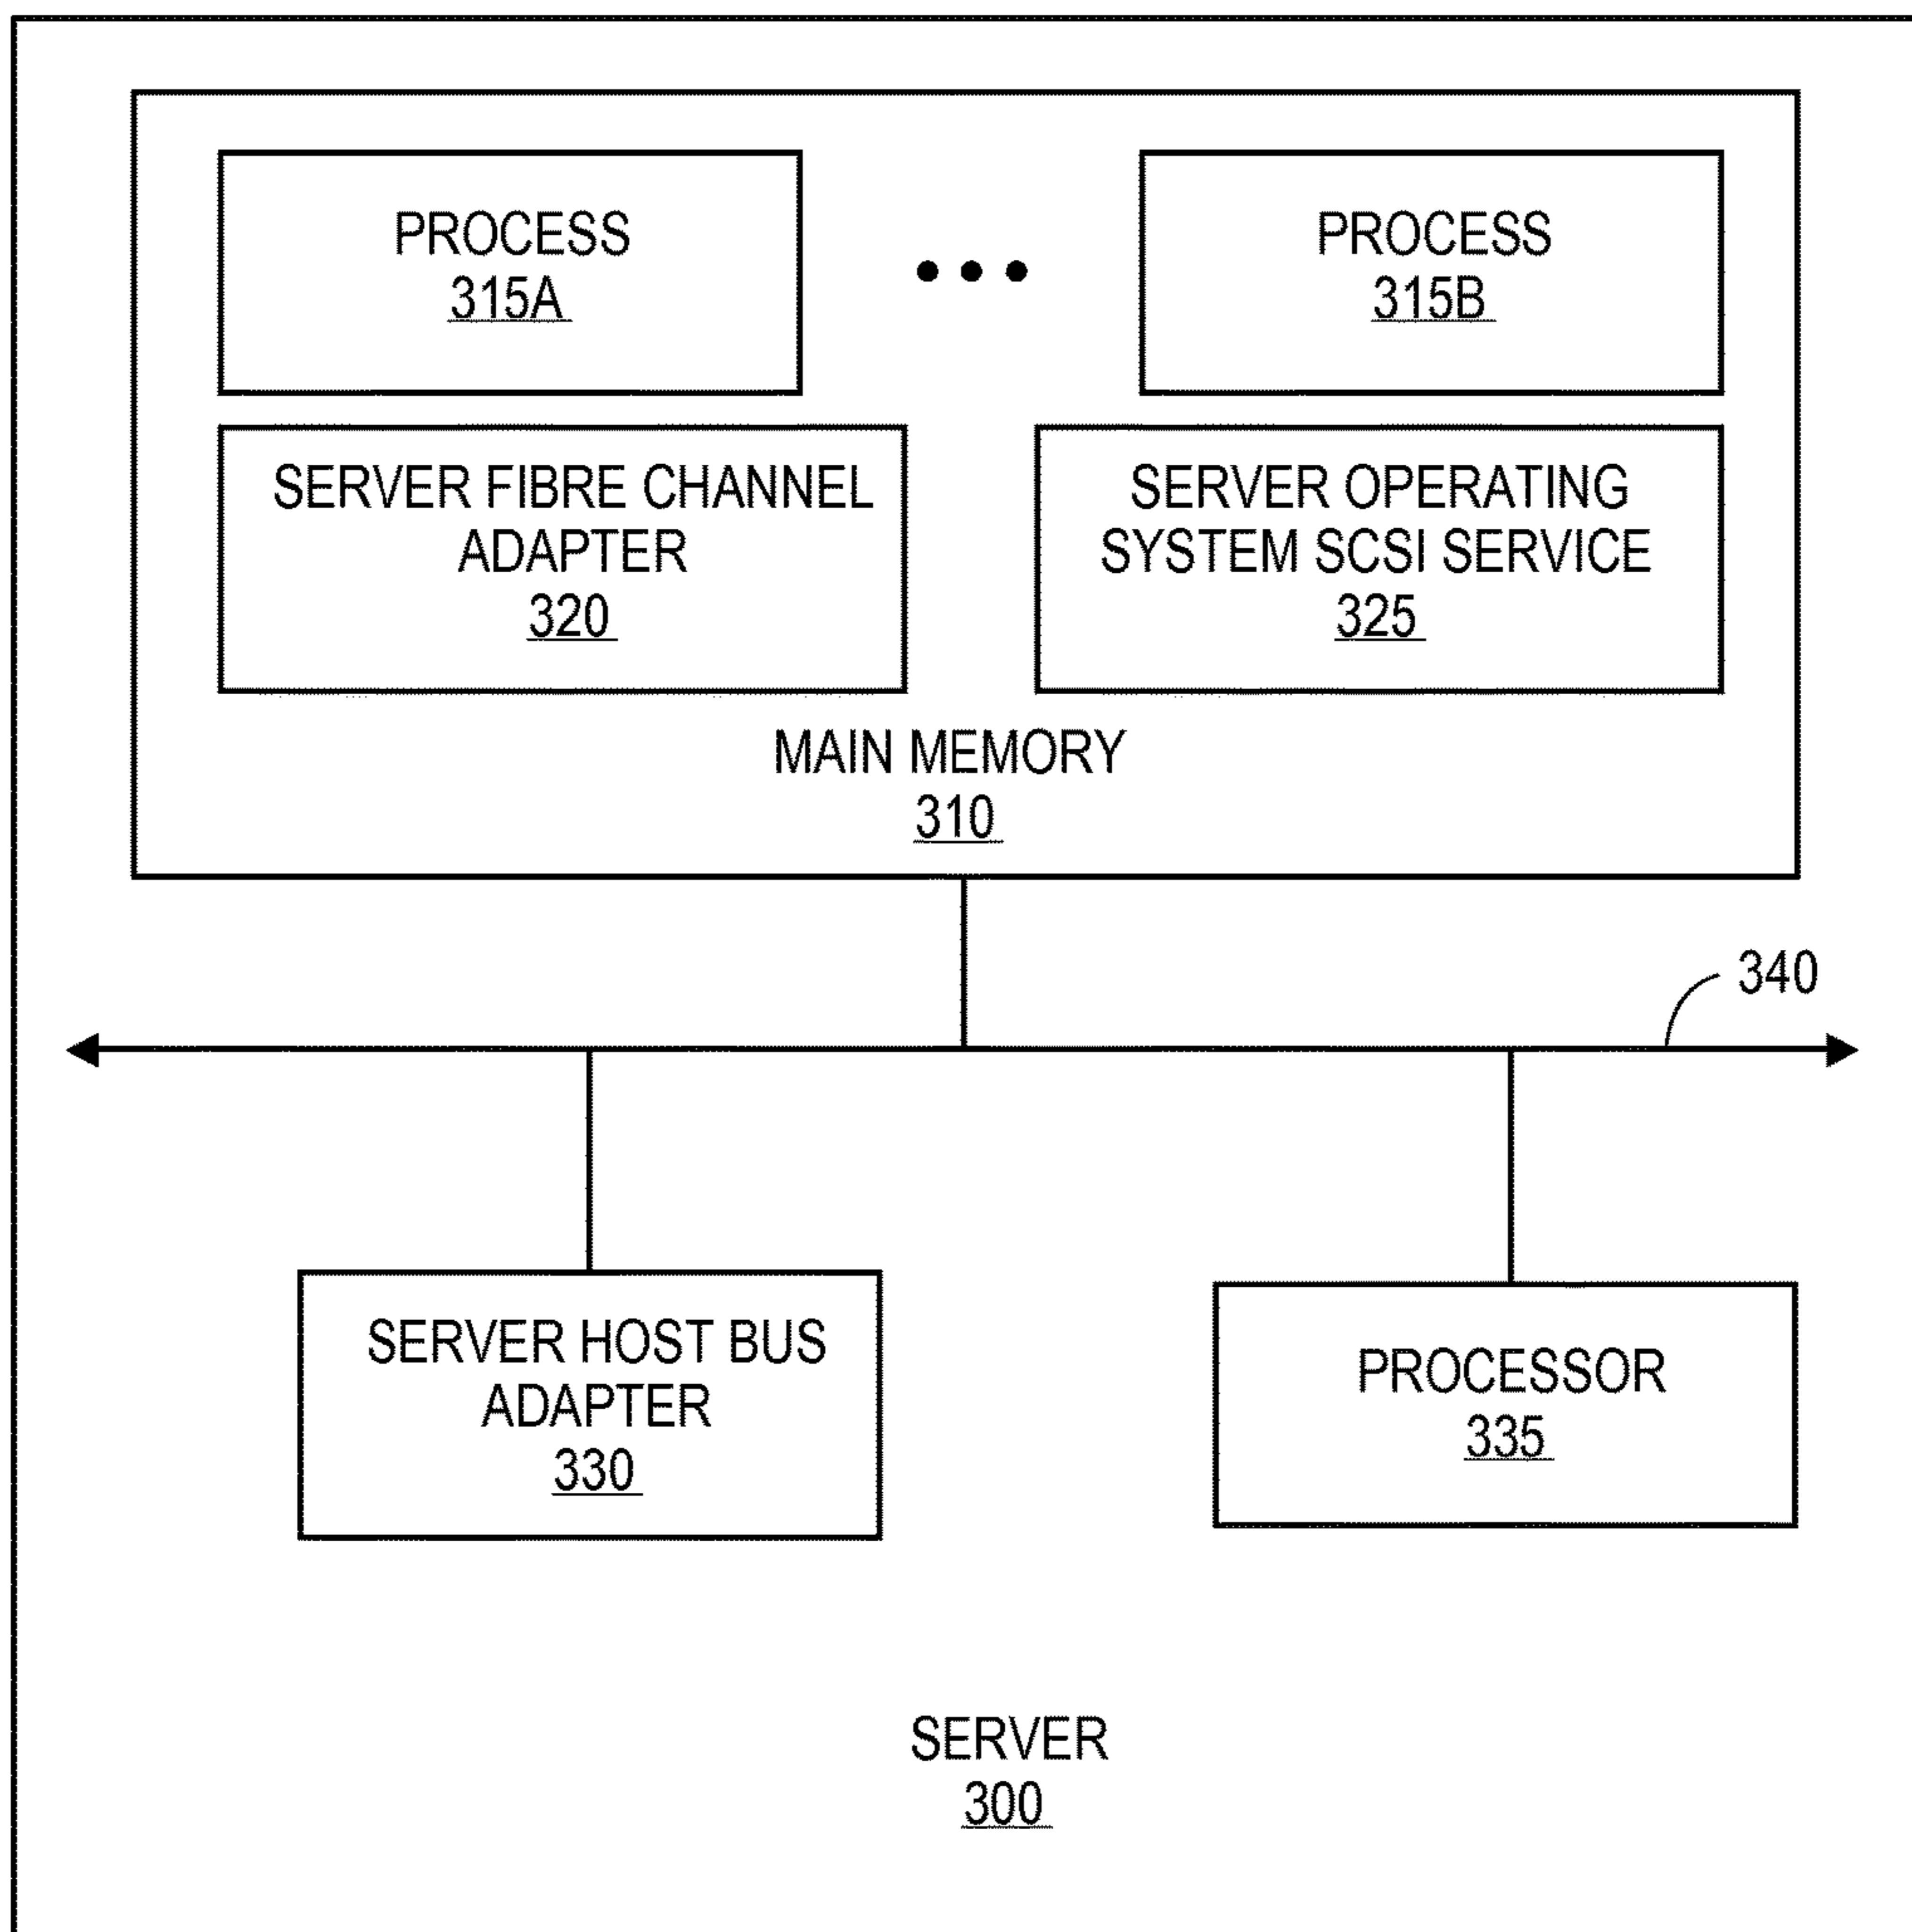 PROCESS
315A
PROCESS
315B
SERVER FIBRE CHANNEL
ADAPTER
320
SERVER OPERATING
SYSTEM SCSI SERVICE
325
MAIN MEMORY
310
340
SERVER HOST BUS
ADAPTER
330
PROCESSOR
335
SERVER
300